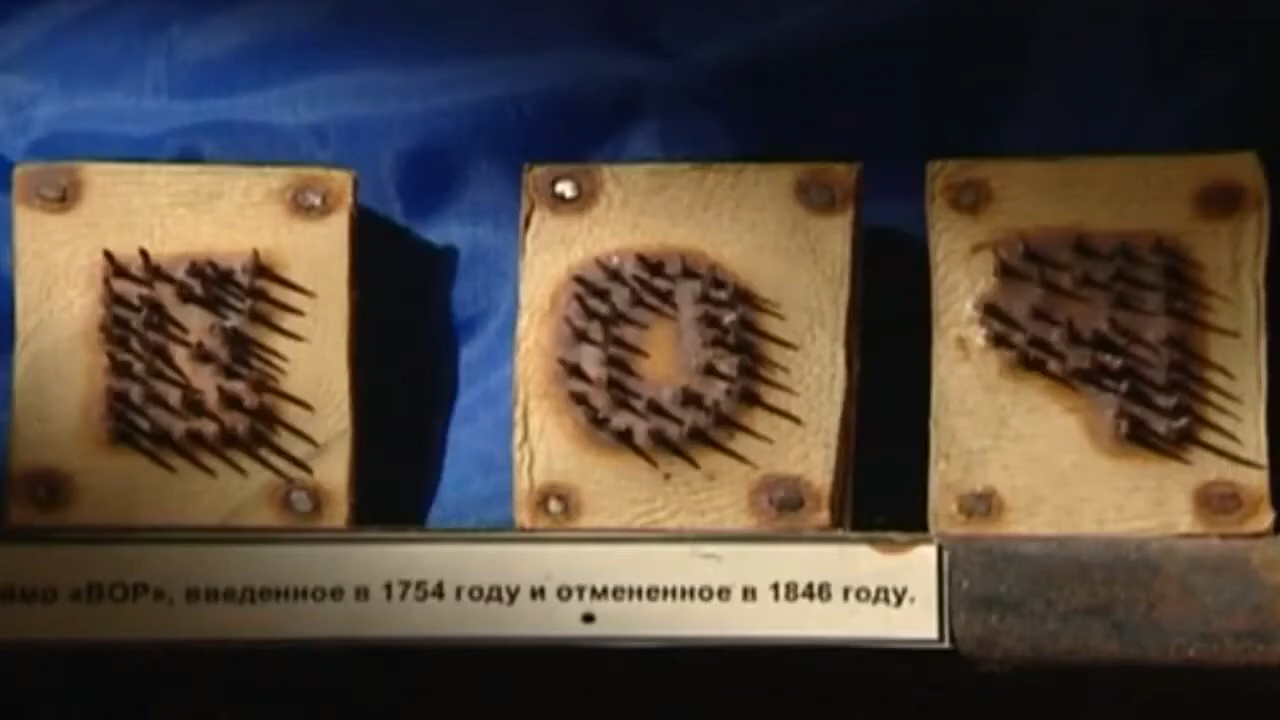 «ВОР», введенное в 1754 году и отмененное в 1846 году.